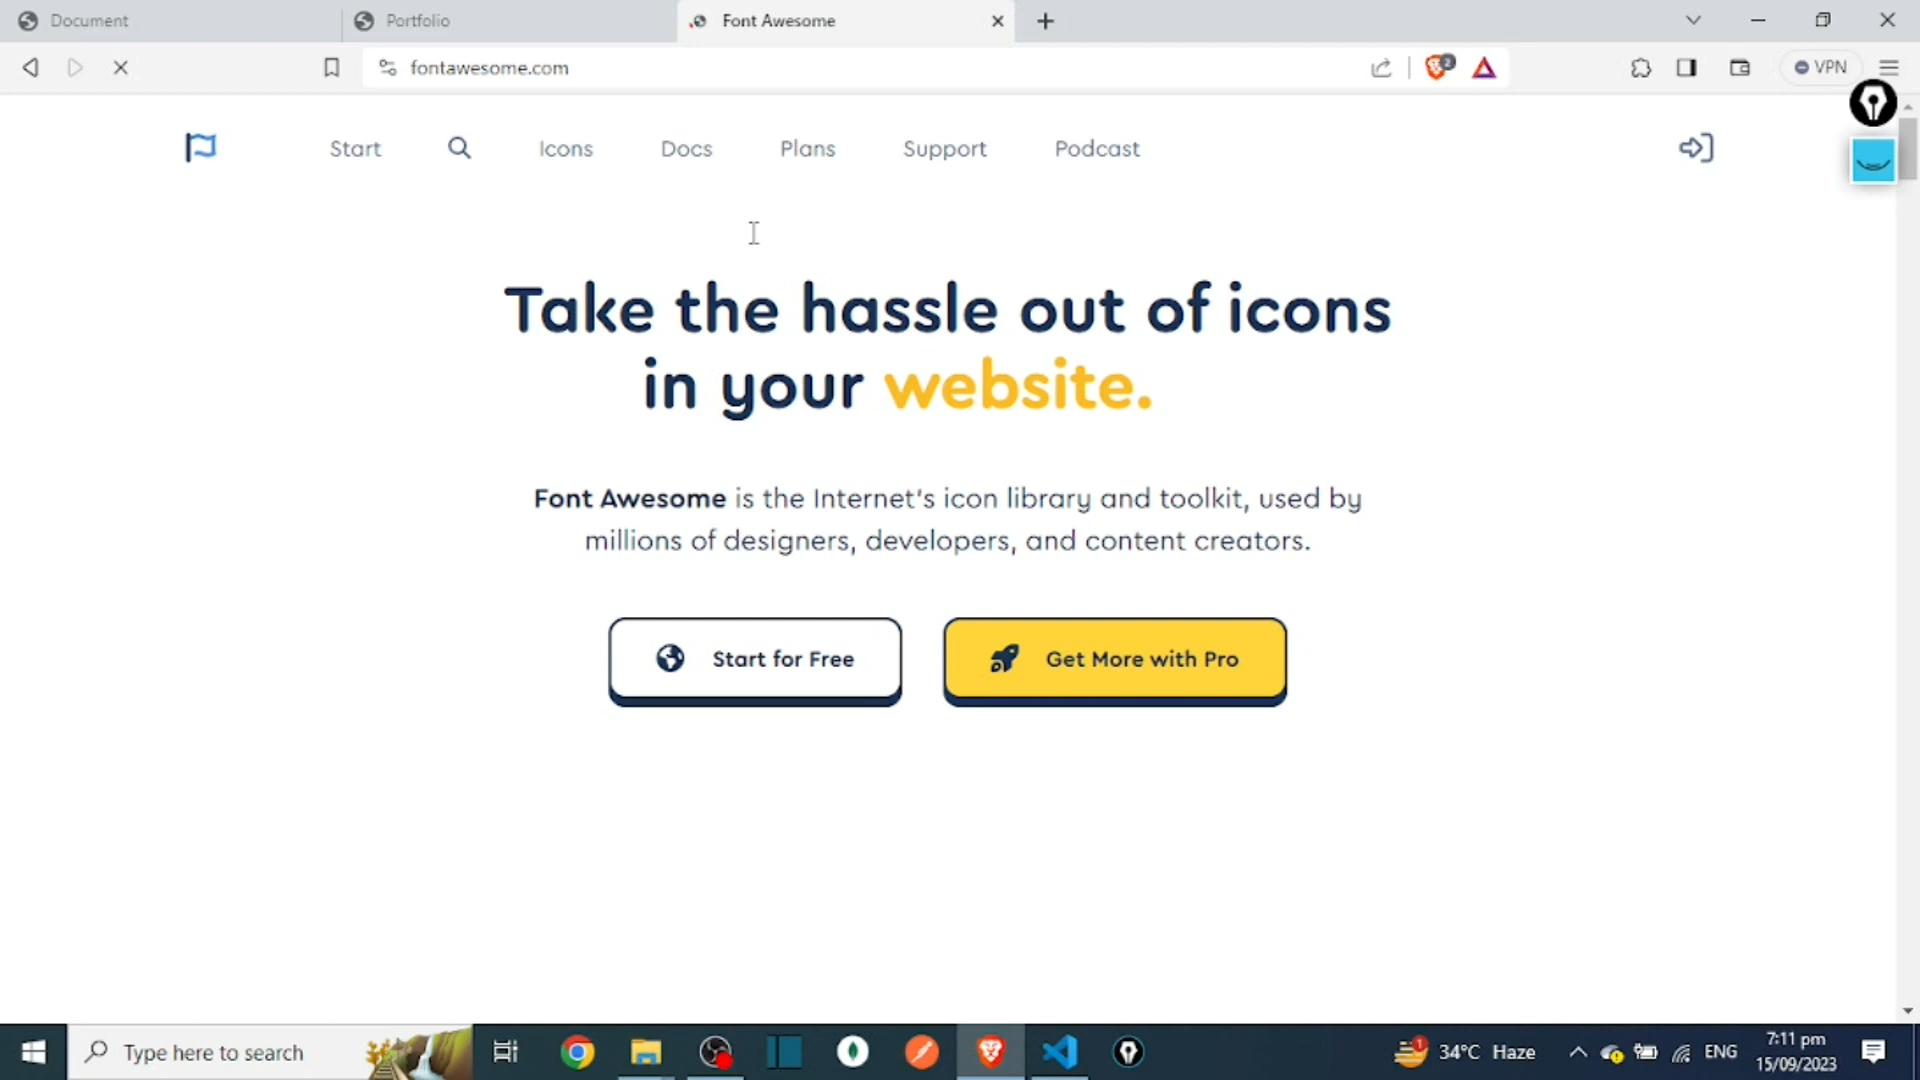 Document
Portfolio
Font Awesome
fontawesome.com
2
VPN
Start
Icons
Docs
Plans
Support
Podcast
Take the hassle out of icons
in your website.
Font Awesome is the Internet's icon library and toolkit, used by
millions of designers, developers, and content creators.
Start for Free
Get More with Pro
Type here to search
1
34°C Haze
ENG
7:11 pm
15/09/2023